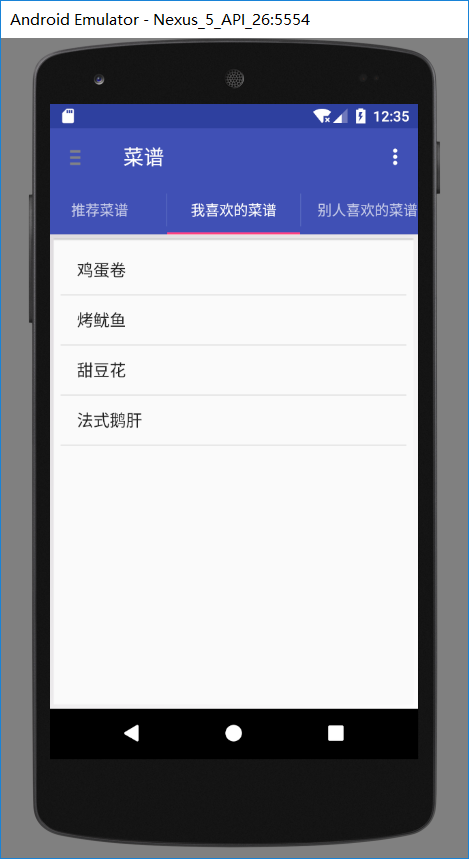 Android Emulator - Nexus_5_API_26:5554
12:35
菜谱
推荐菜谱 我喜欢的菜谱 别人喜欢的菜谱
鸡蛋卷
烤鱿鱼
甜豆花
法式鹅肝